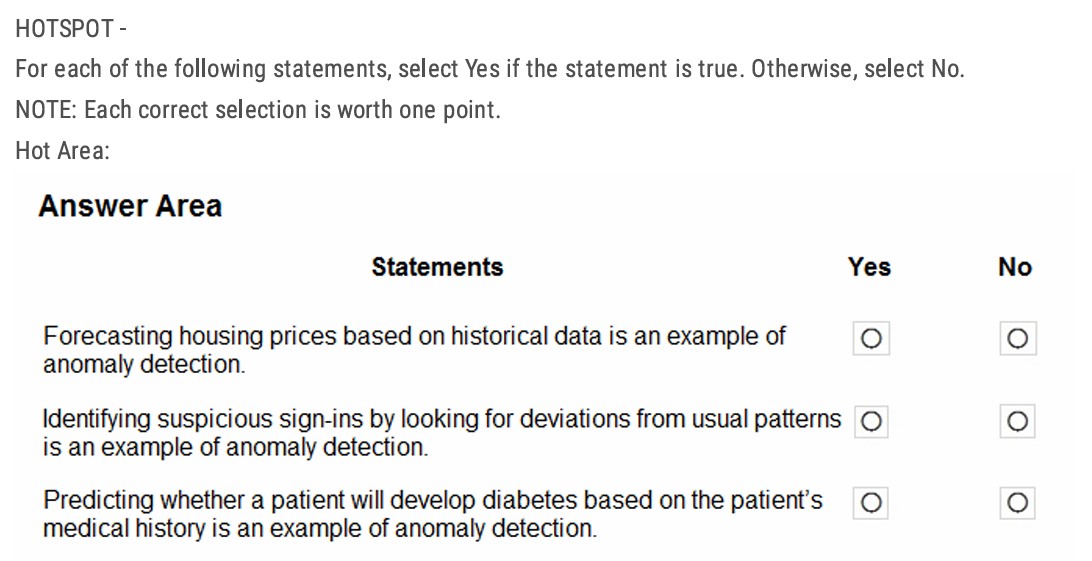 HOTSPOT -
For each of the following statements, select Yes if the statement is true. Otherwise, select No.
NOTE: Each correct selection is worth one point.
Hot Area:
Answer Area
Statements Yes No
Forecasting housing prices based on historical data is an example of
anomaly detection.
Identifying suspicious sign-ins by looking for deviations from usual patterns
is an example of anomaly detection.
Predicting whether a patient will develop diabetes based on the patient's
medical history is an example of anomaly detection.